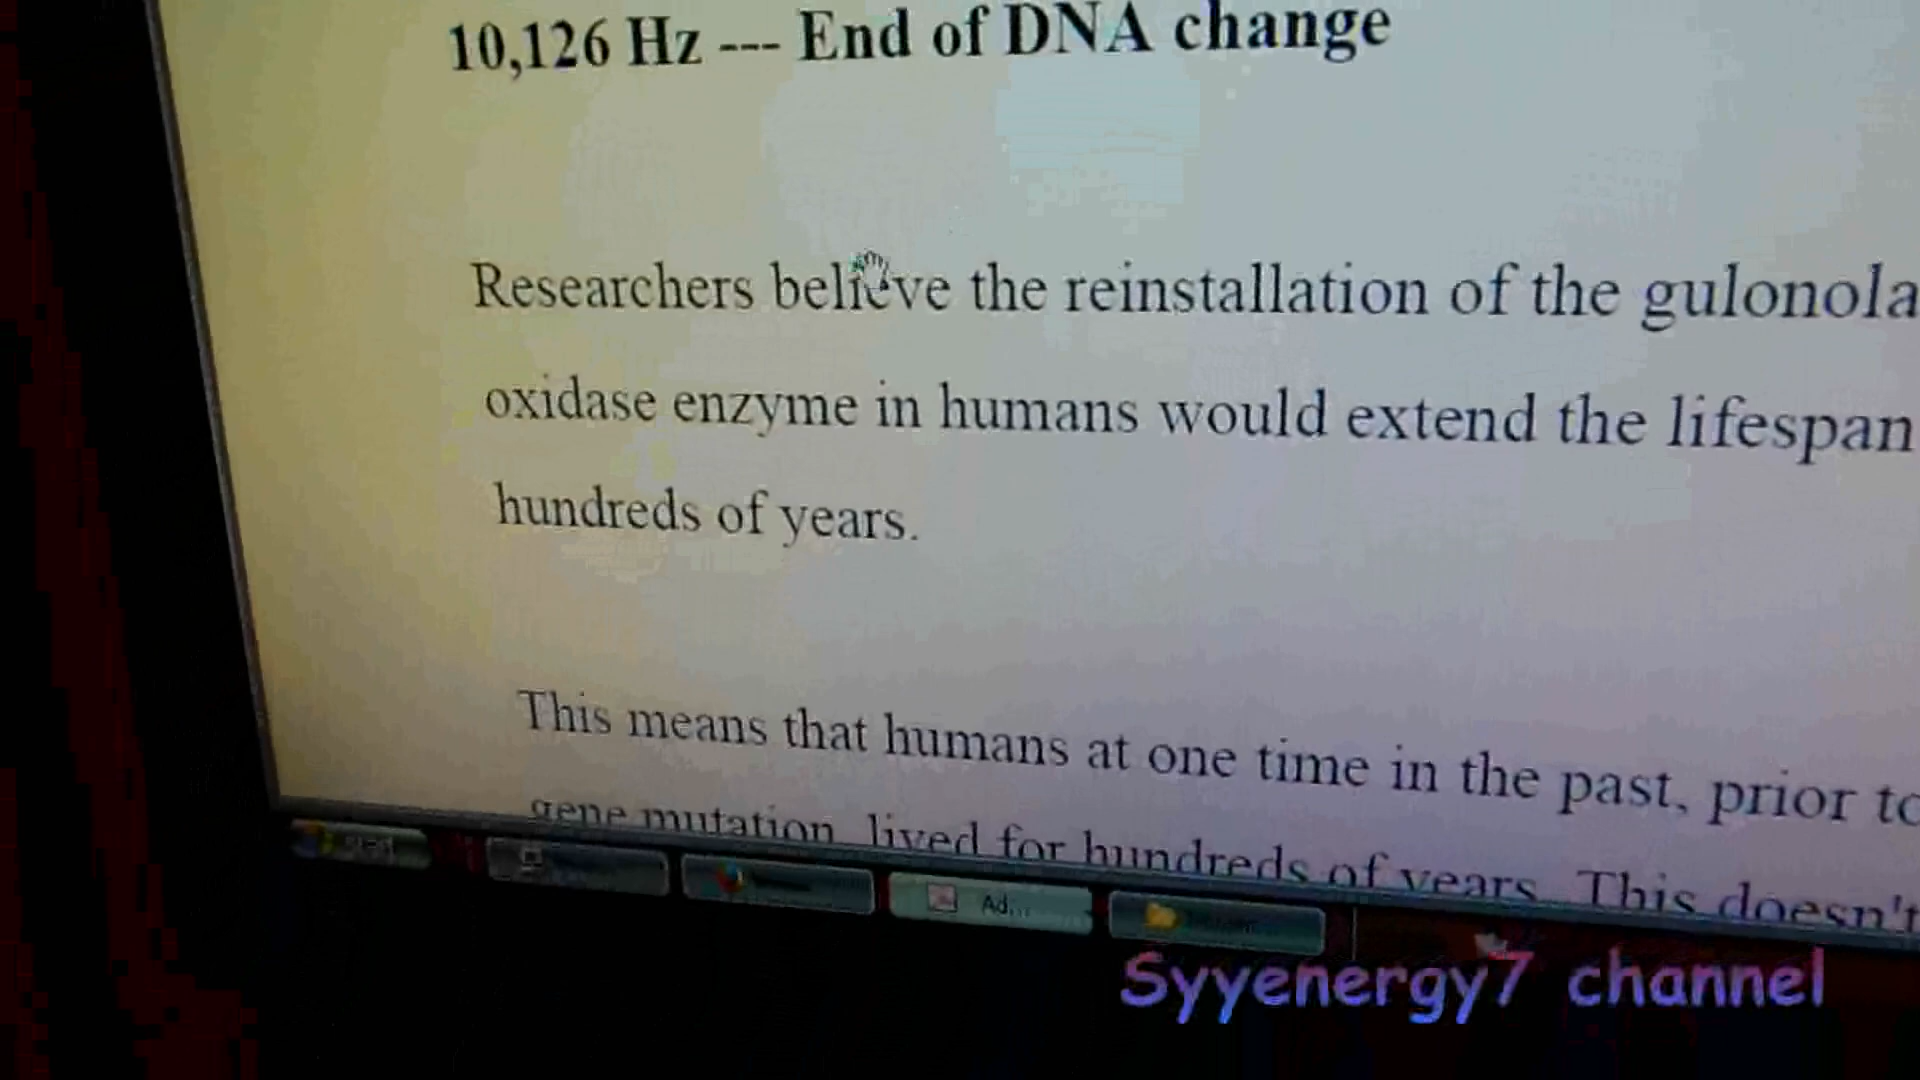 10,126 Hz --- End of DNA change
Researchers believe the reinstallation of the gulonola
oxidase enzyme in humans would extend the lifespan
hundreds of years.
This means that humans at one time in the past, prior to
gene mutation, lived for hundreds of years. This doesn't
Ad...
Syyenergy7 channel